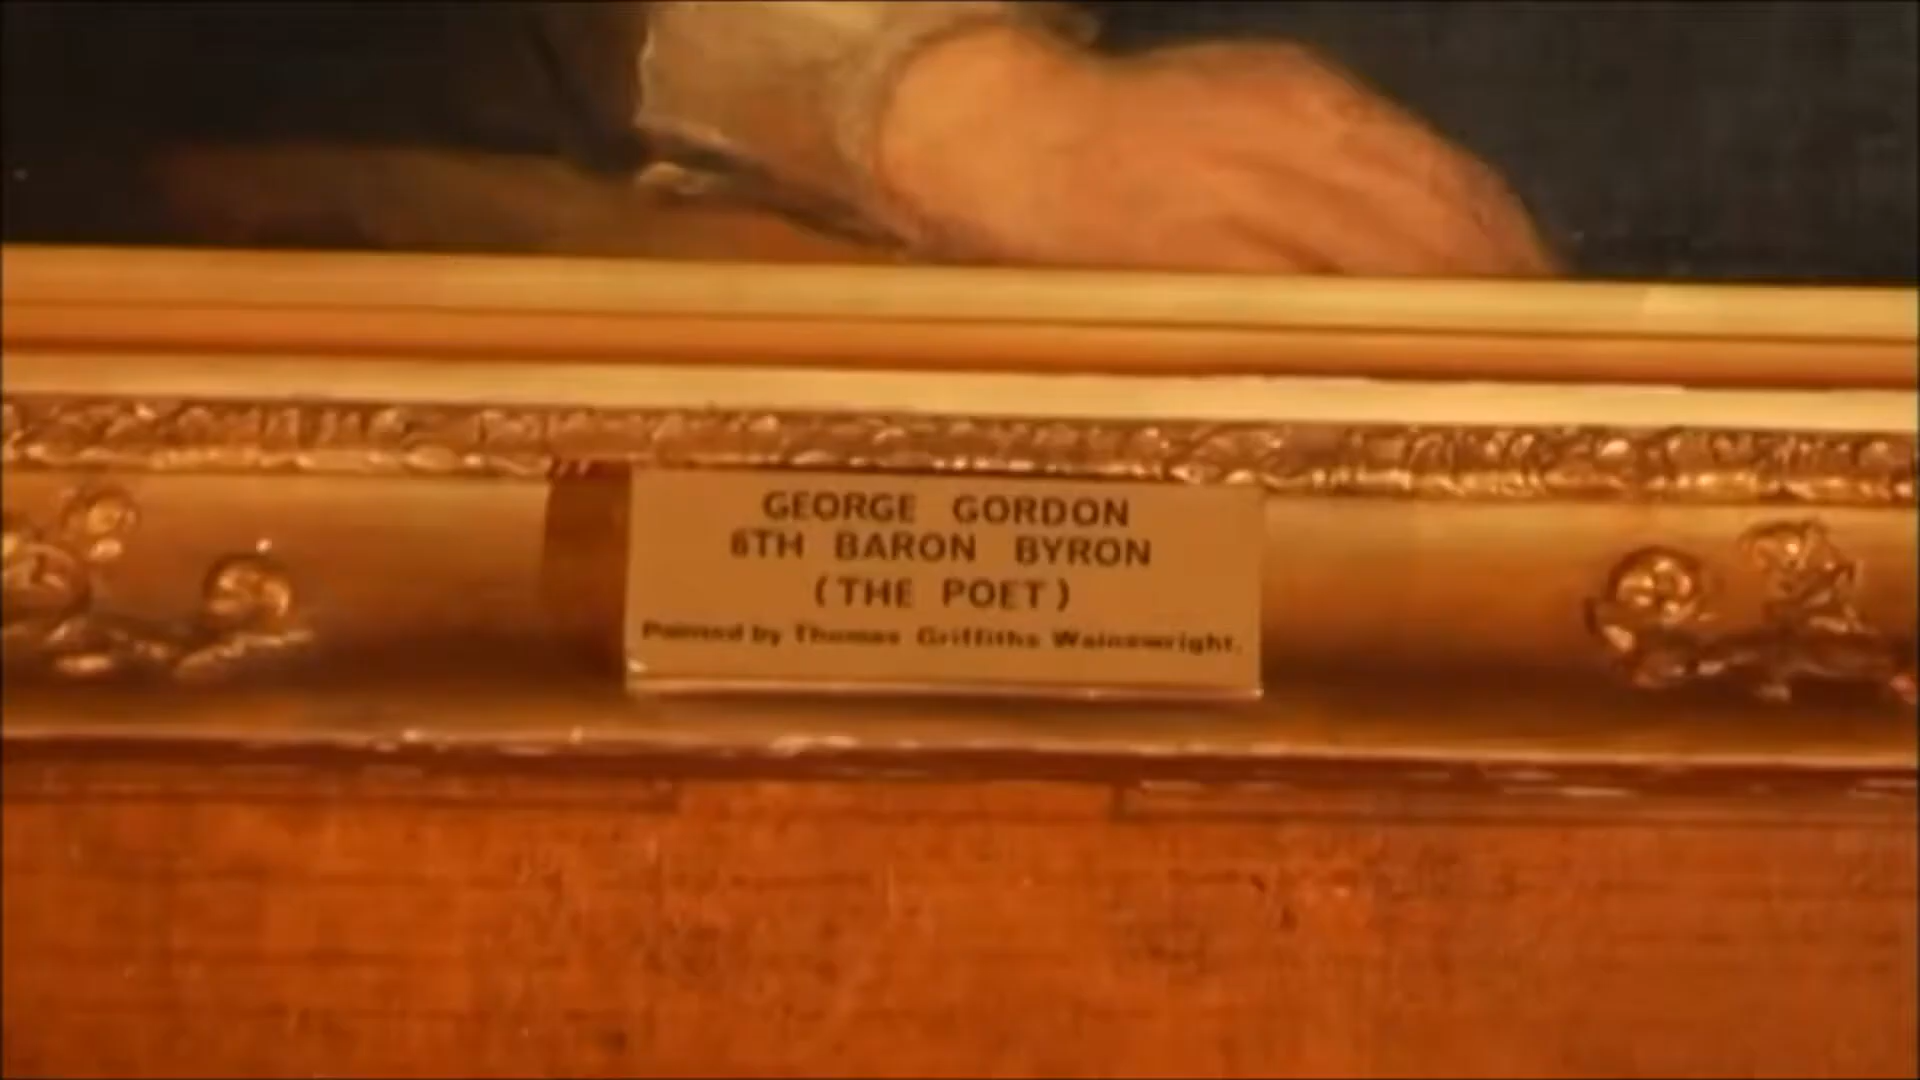 GEORGE GORDON
6TH BARON BYRON
(THE POET)
Painted by Thomas Griffiths Wainewright.